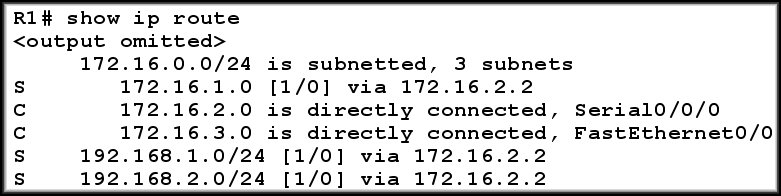 R1# show ip route
<output omitted>
172.16.0.0/24 is subnetted, 3 subnets
S 172.16.1.0 [1/0] via 172.16.2.2
C 172.16.2.0 is directly connected, Serial0/0/0
C 172.16.3.0 is directly connected, FastEthernet0/0
S 192.168.1.0/24 [1/0] via 172.16.2.2
S 192.168.2.0/24 [1/0] via 172.16.2.2